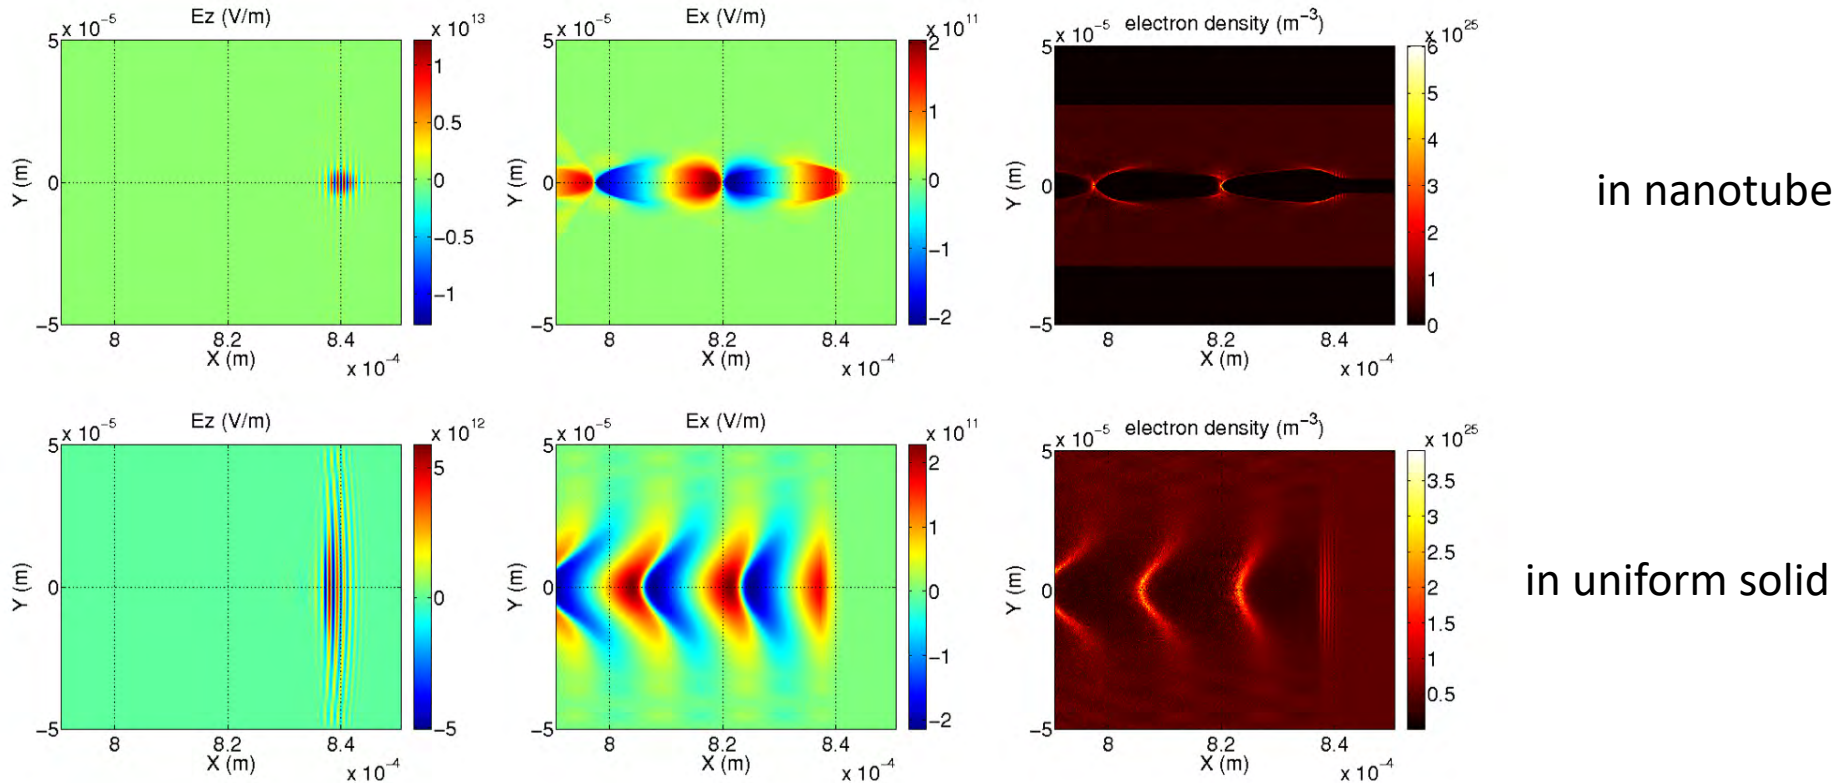 Ez (V/m)
x 10^-5
x 10^13
5
0
-5
Y (m)
8
8.2
8.4
X (m)
x 10^-4
1
0.5
0
-0.5
-1
Ex (V/m)
x 10^-5
x 10^11
5
0
-5
Y (m)
8
8.2
8.4
X (m)
x 10^-4
2
1
0
-1
-2
electron density (m^-3)
x 10^-5
x 10^25
5
0
-5
Y (m)
8
8.2
8.4
X (m)
x 10^-4
6
5
4
3
2
1
0
in nanotube
Ez (V/m)
x 10^-5
x 10^12
5
0
-5
Y (m)
8
8.2
8.4
X (m)
x 10^-4
5
0
-5
Ex (V/m)
x 10^-5
x 10^11
5
0
-5
Y (m)
8
8.2
8.4
X (m)
x 10^-4
2
1
0
-1
-2
electron density (m^-3)
x 10^-5
x 10^25
5
0
-5
Y (m)
8
8.2
8.4
X (m)
x 10^-4
3.5
3
2.5
2
1.5
1
0.5
in uniform solid